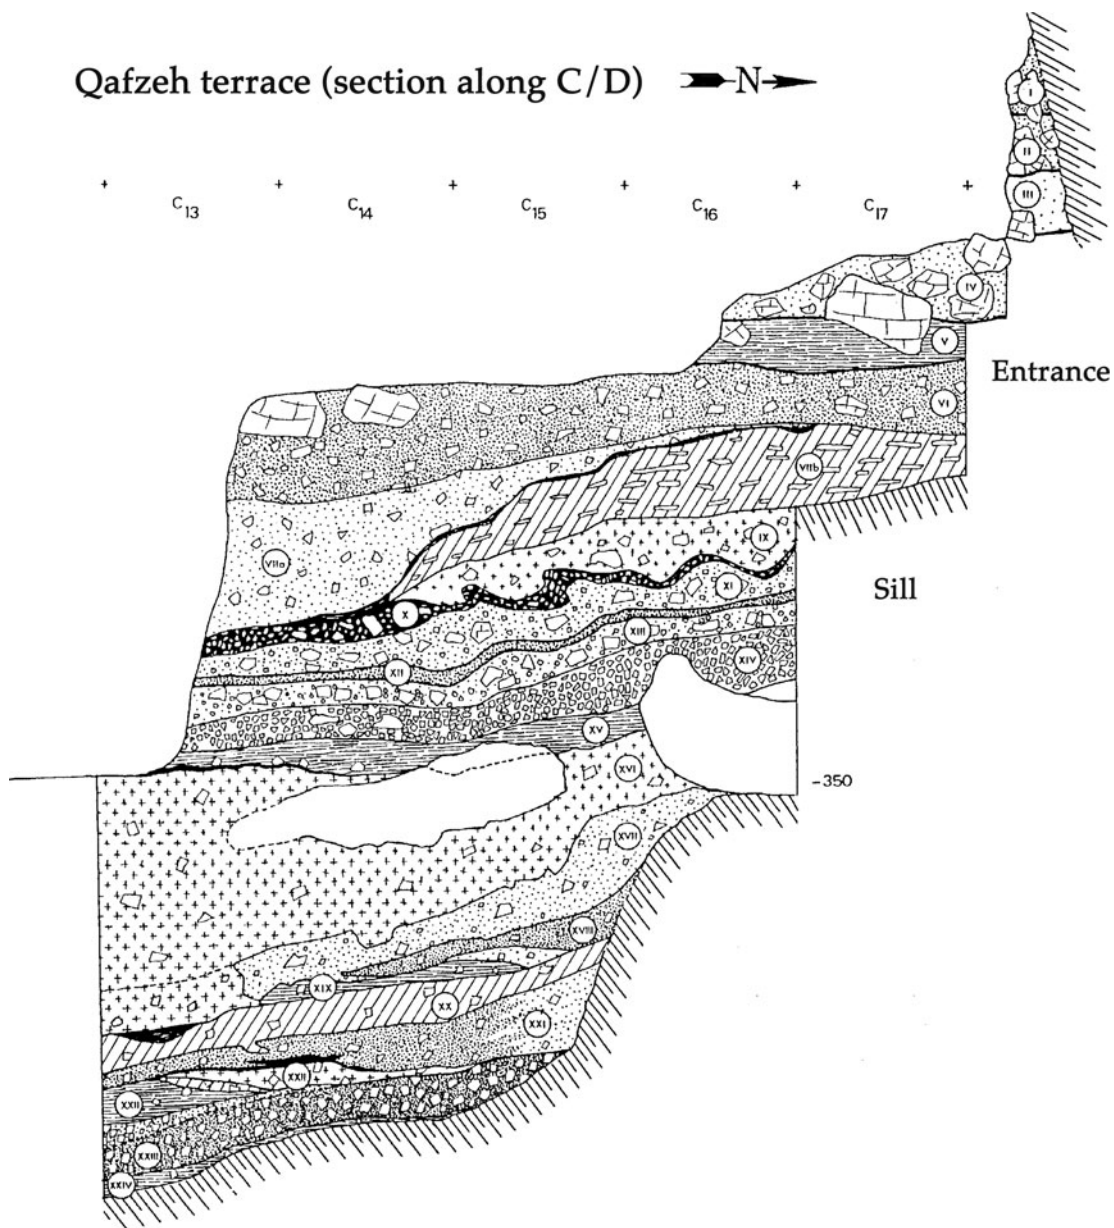 Qafzeh terrace (section along C/D) N
I
II
III
C13 C14 C15 C16 C17
IV
V
Entrance
VI
VIIb
IX
VIIa
XI
Sill
X
XIII
XII
XIV
XV
XVI
-350
XVII
XVIII
XIX
XX
XXI
XXII
XXII
XXIII
XXIV